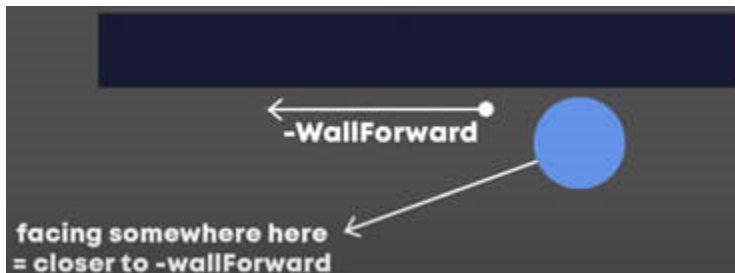 -WallForward
facing somewhere here
= closer to -wallForward